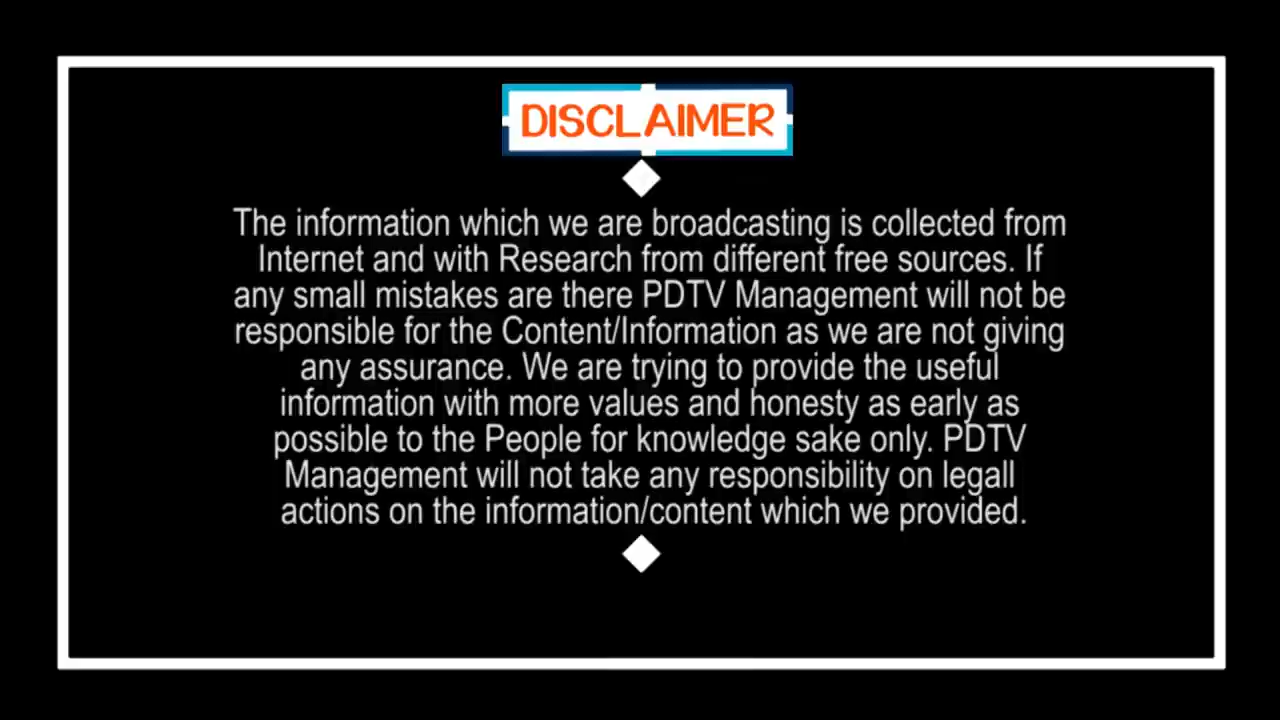 DISCLAIMER
The information which we are broadcasting is collected from
Internet and with Research from different free sources. If
any small mistakes are there PDTV Management will not be
responsible for the Content/Information as we are not giving
any assurance. We are trying to provide the useful
information with more values and honesty as early as
possible to the People for knowledge sake only. PDTV
Management will not take any responsibility on legall
actions on the information/content which we provided.